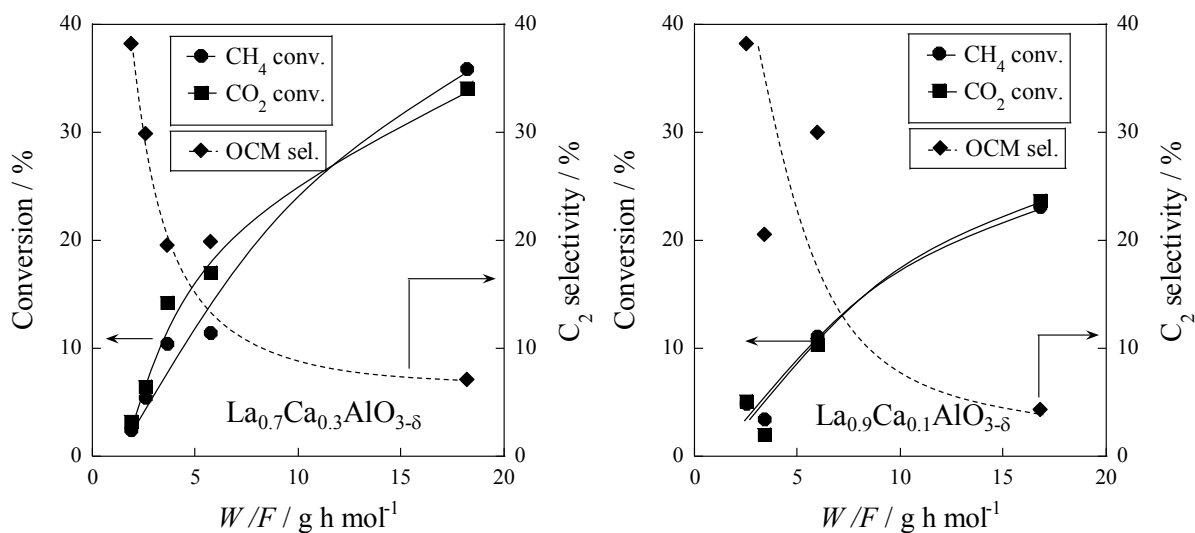 40
30
20
10
0
Conversion / %
CH₄ conv.
CO₂ conv.
OCM sel.
La₀.₇Ca₀.₃AlO₃₋δ
0 5 10 15 20
W/F / g h mol⁻¹
40
30
20
10
0
C₂ selectivity / %
40
30
20
10
0
Conversion / %
CH₄ conv.
CO₂ conv.
OCM sel.
La₀.₉Ca₀.₁AlO₃₋δ
0 5 10 15 20
W/F / g h mol⁻¹
40
30
20
10
0
C₂ selectivity / %